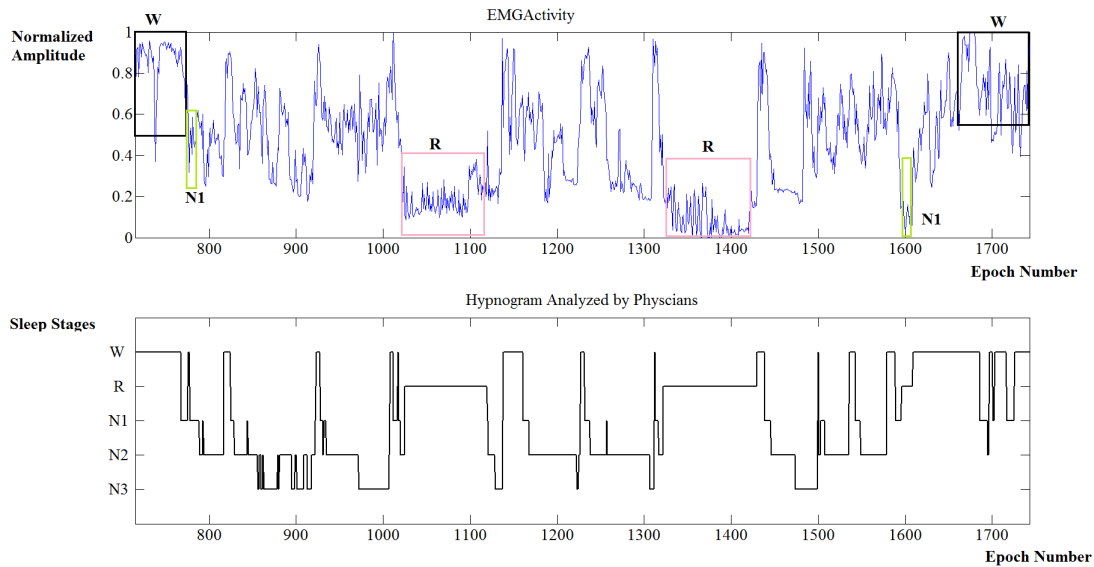 EMGActivity
W
W
Normalized
Amplitude
1
0.8
0.6
0.4
0.2
0
N1
R
R
N1
800 900 1000 1100 1200 1300 1400 1500 1600 1700
Epoch Number
Hypnogram Analyzed by Physcians
Sleep Stages
W
R
N1
N2
N3
800 900 1000 1100 1200 1300 1400 1500 1600 1700
Epoch Number